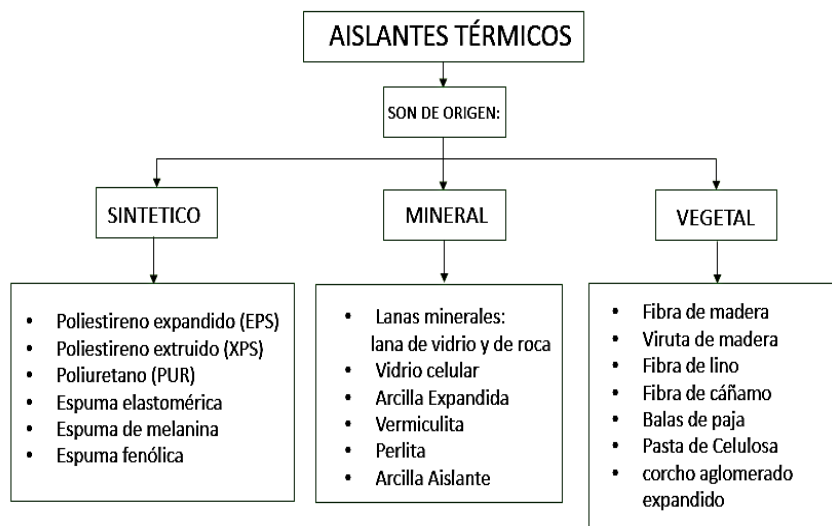 AISLANTES TÉRMICOS
SON DE ORIGEN:
SINTETICO
MINERAL
VEGETAL
• Poliestireno expandido (EPS)
• Poliestireno extruido (XPS)
• Poliuretano (PUR)
• Espuma elastomérica
• Espuma de melanina
• Espuma fenólica
• Lanas minerales:
lana de vidrio y de roca
• Vidrio celular
• Arcilla Expandida
• Vermiculita
• Perlita
• Arcilla Aislante
• Fibra de madera
• Viruta de madera
• Fibra de lino
• Fibra de cáñamo
• Balas de paja
• Pasta de Celulosa
• corcho aglomerado
expandido